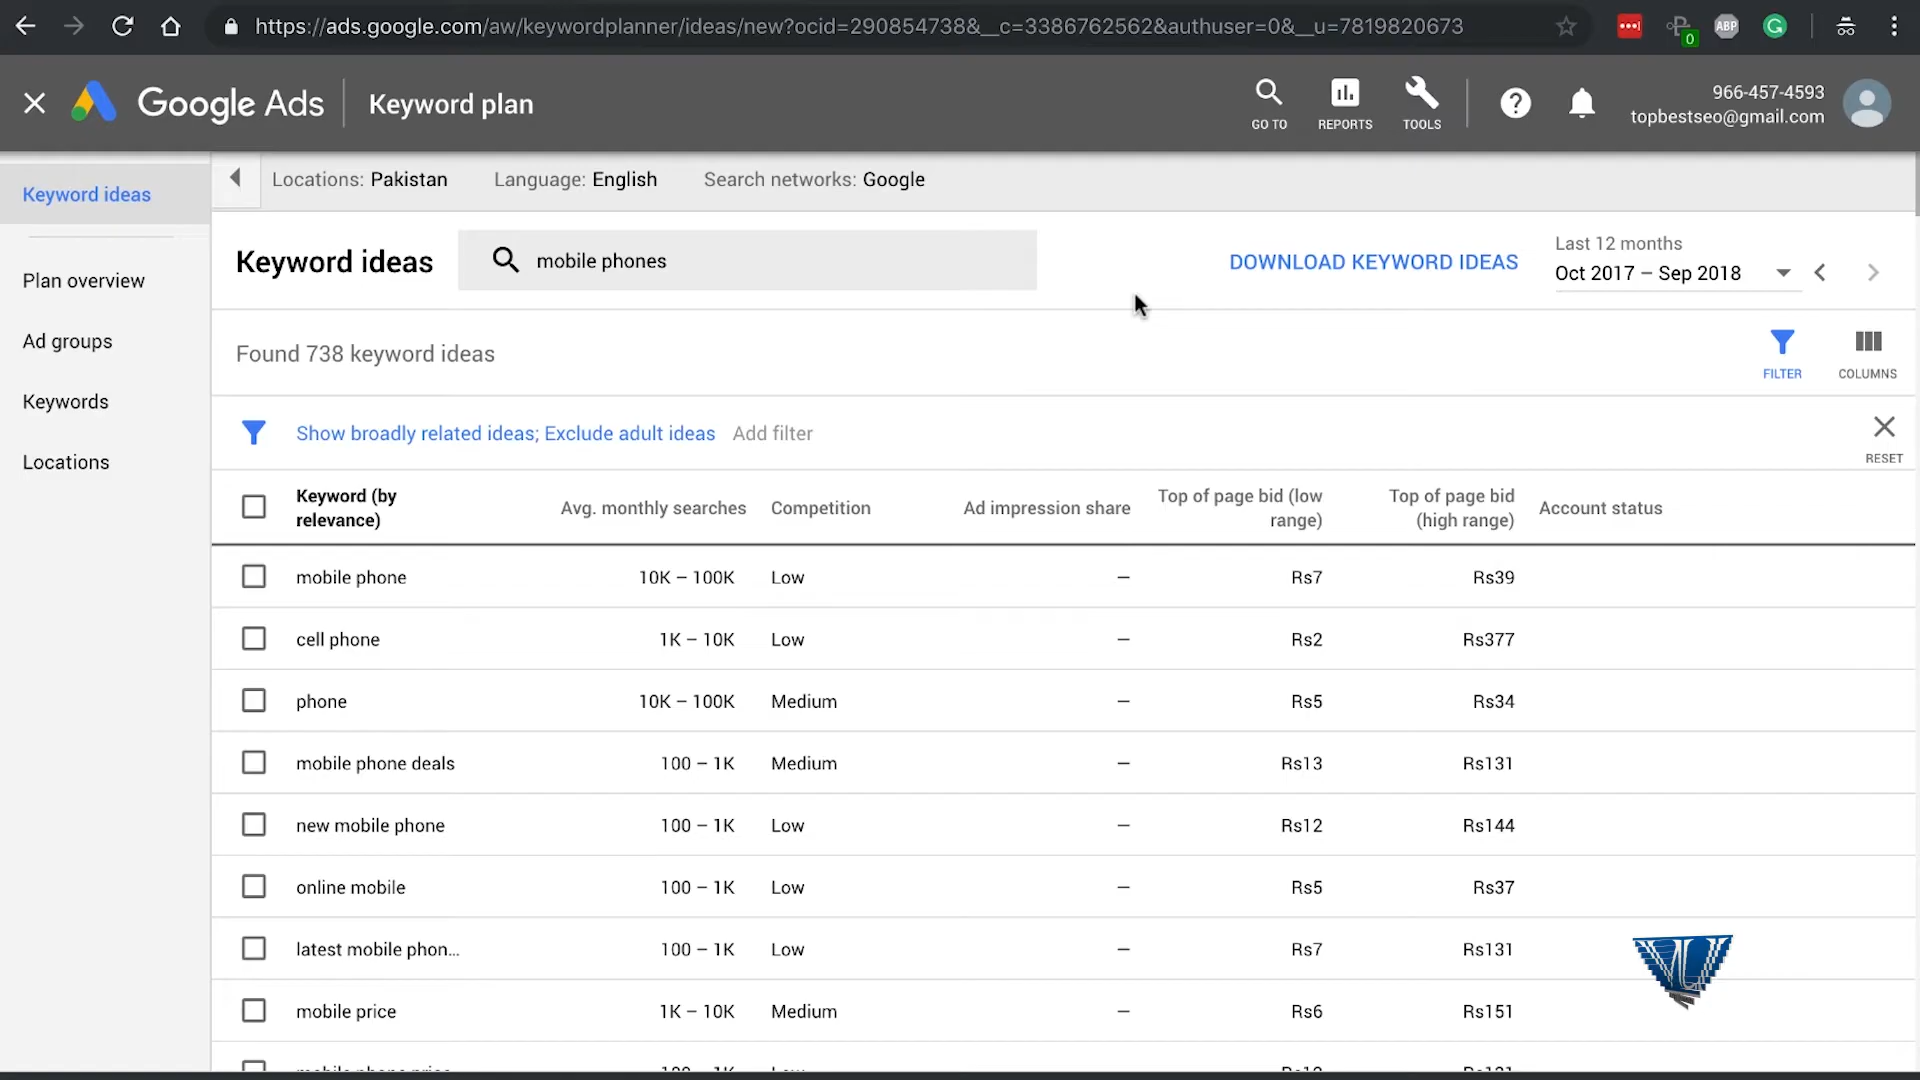 https://ads.google.com/aw/keywordplanner/ideas/new?ocid=290854738&__c=3386762562&authuser=0&__u=7819820673
0
ABP
Google Ads
Keyword plan
GO TO
REPORTS
TOOLS
966-457-4593
topbestseo@gmail.com
Keyword ideas
Plan overview
Ad groups
Keywords
Locations
Locations: Pakistan Language: English Search networks: Google
Keyword ideas
mobile phones
DOWNLOAD KEYWORD IDEAS
Last 12 months
Oct 2017 – Sep 2018
Found 738 keyword ideas
FILTER
COLUMNS
Show broadly related ideas; Exclude adult ideas Add filter
RESET
Keyword (by relevance) Avg. monthly searches Competition Ad impression share Top of page bid (low range) Top of page bid (high range) Account status
mobile phone 10K – 100K Low – Rs7 Rs39
cell phone 1K – 10K Low – Rs2 Rs377
phone 10K – 100K Medium – Rs5 Rs34
mobile phone deals 100 – 1K Medium – Rs13 Rs131
new mobile phone 100 – 1K Low – Rs12 Rs144
online mobile 100 – 1K Low – Rs5 Rs37
latest mobile phon... 100 – 1K Low – Rs7 Rs131
mobile price 1K – 10K Medium – Rs6 Rs151